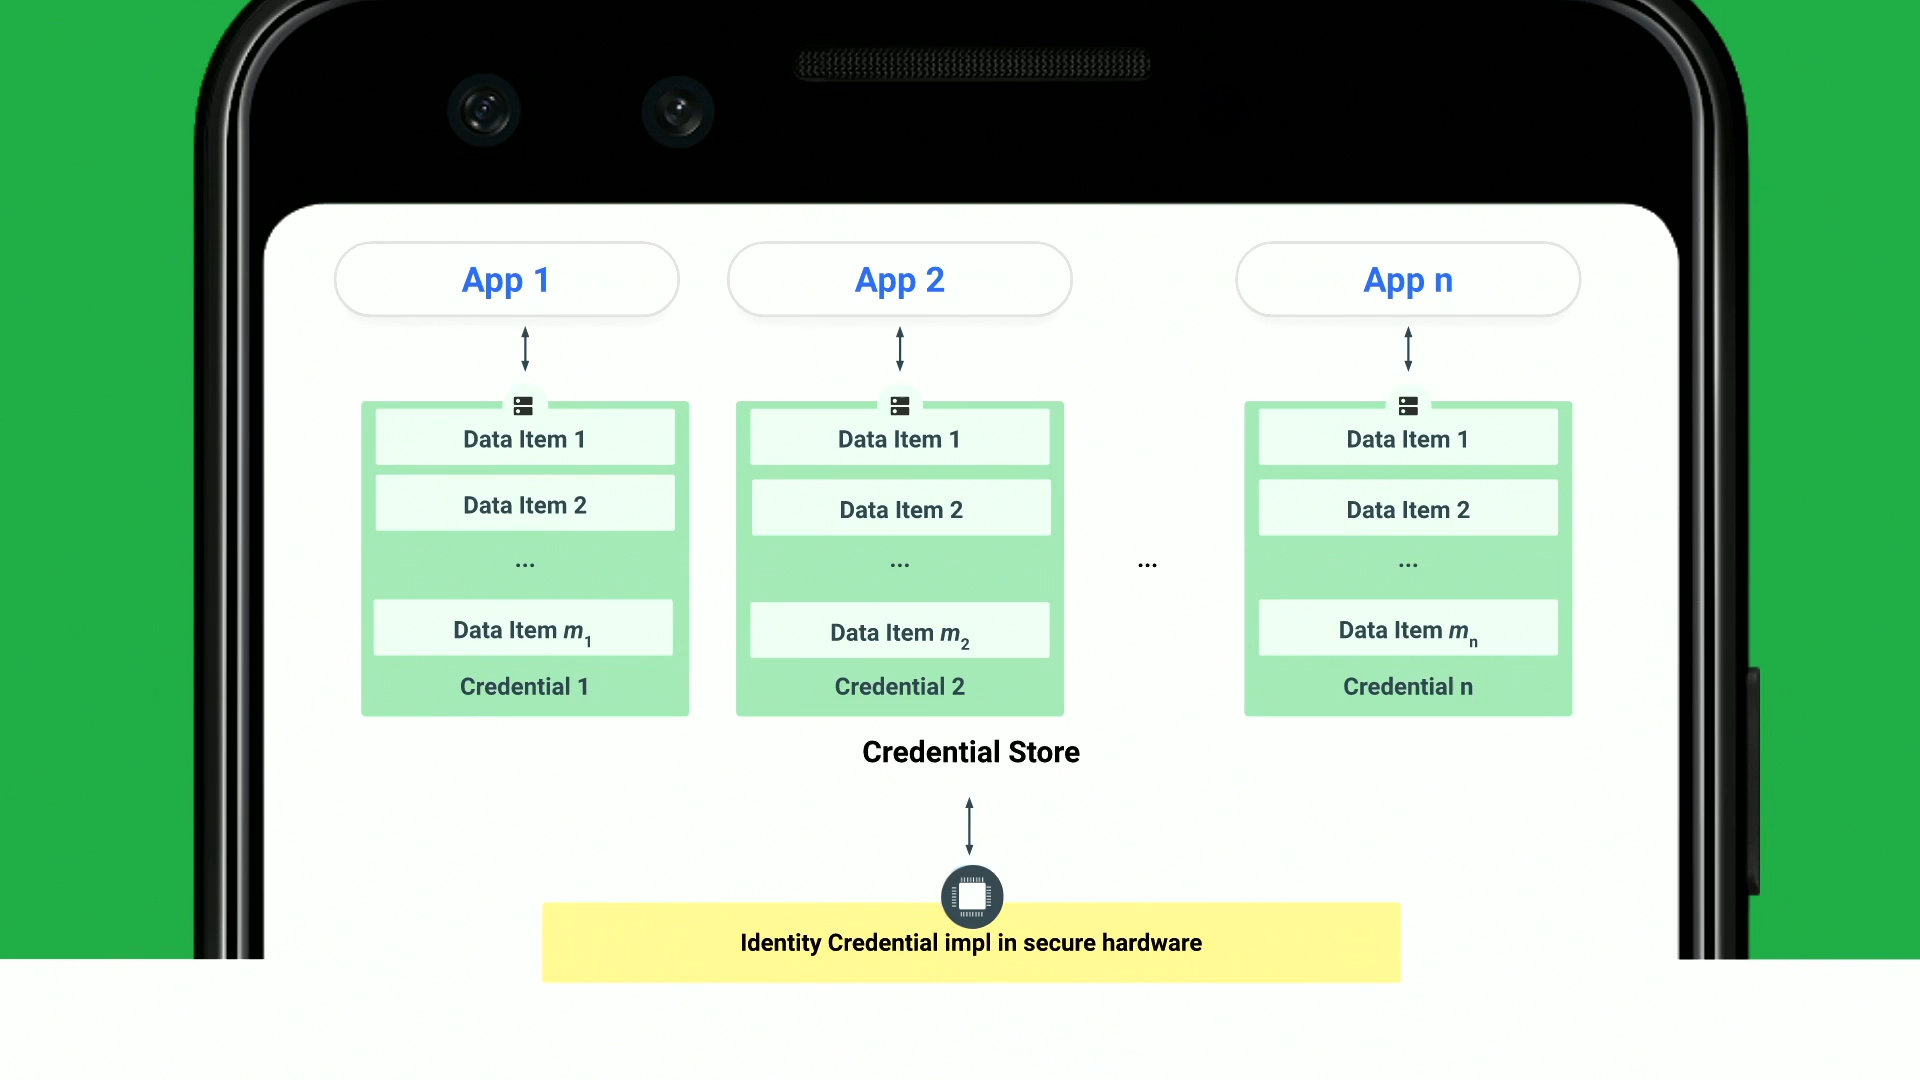 App 1
App 2
App n
Data Item 1
Data Item 2
...
Data Item m1
Credential 1
Data Item 1
Data Item 2
...
Data Item m2
Credential 2
...
Data Item 1
Data Item 2
...
Data Item mn
Credential n
Credential Store
Identity Credential impl in secure hardware